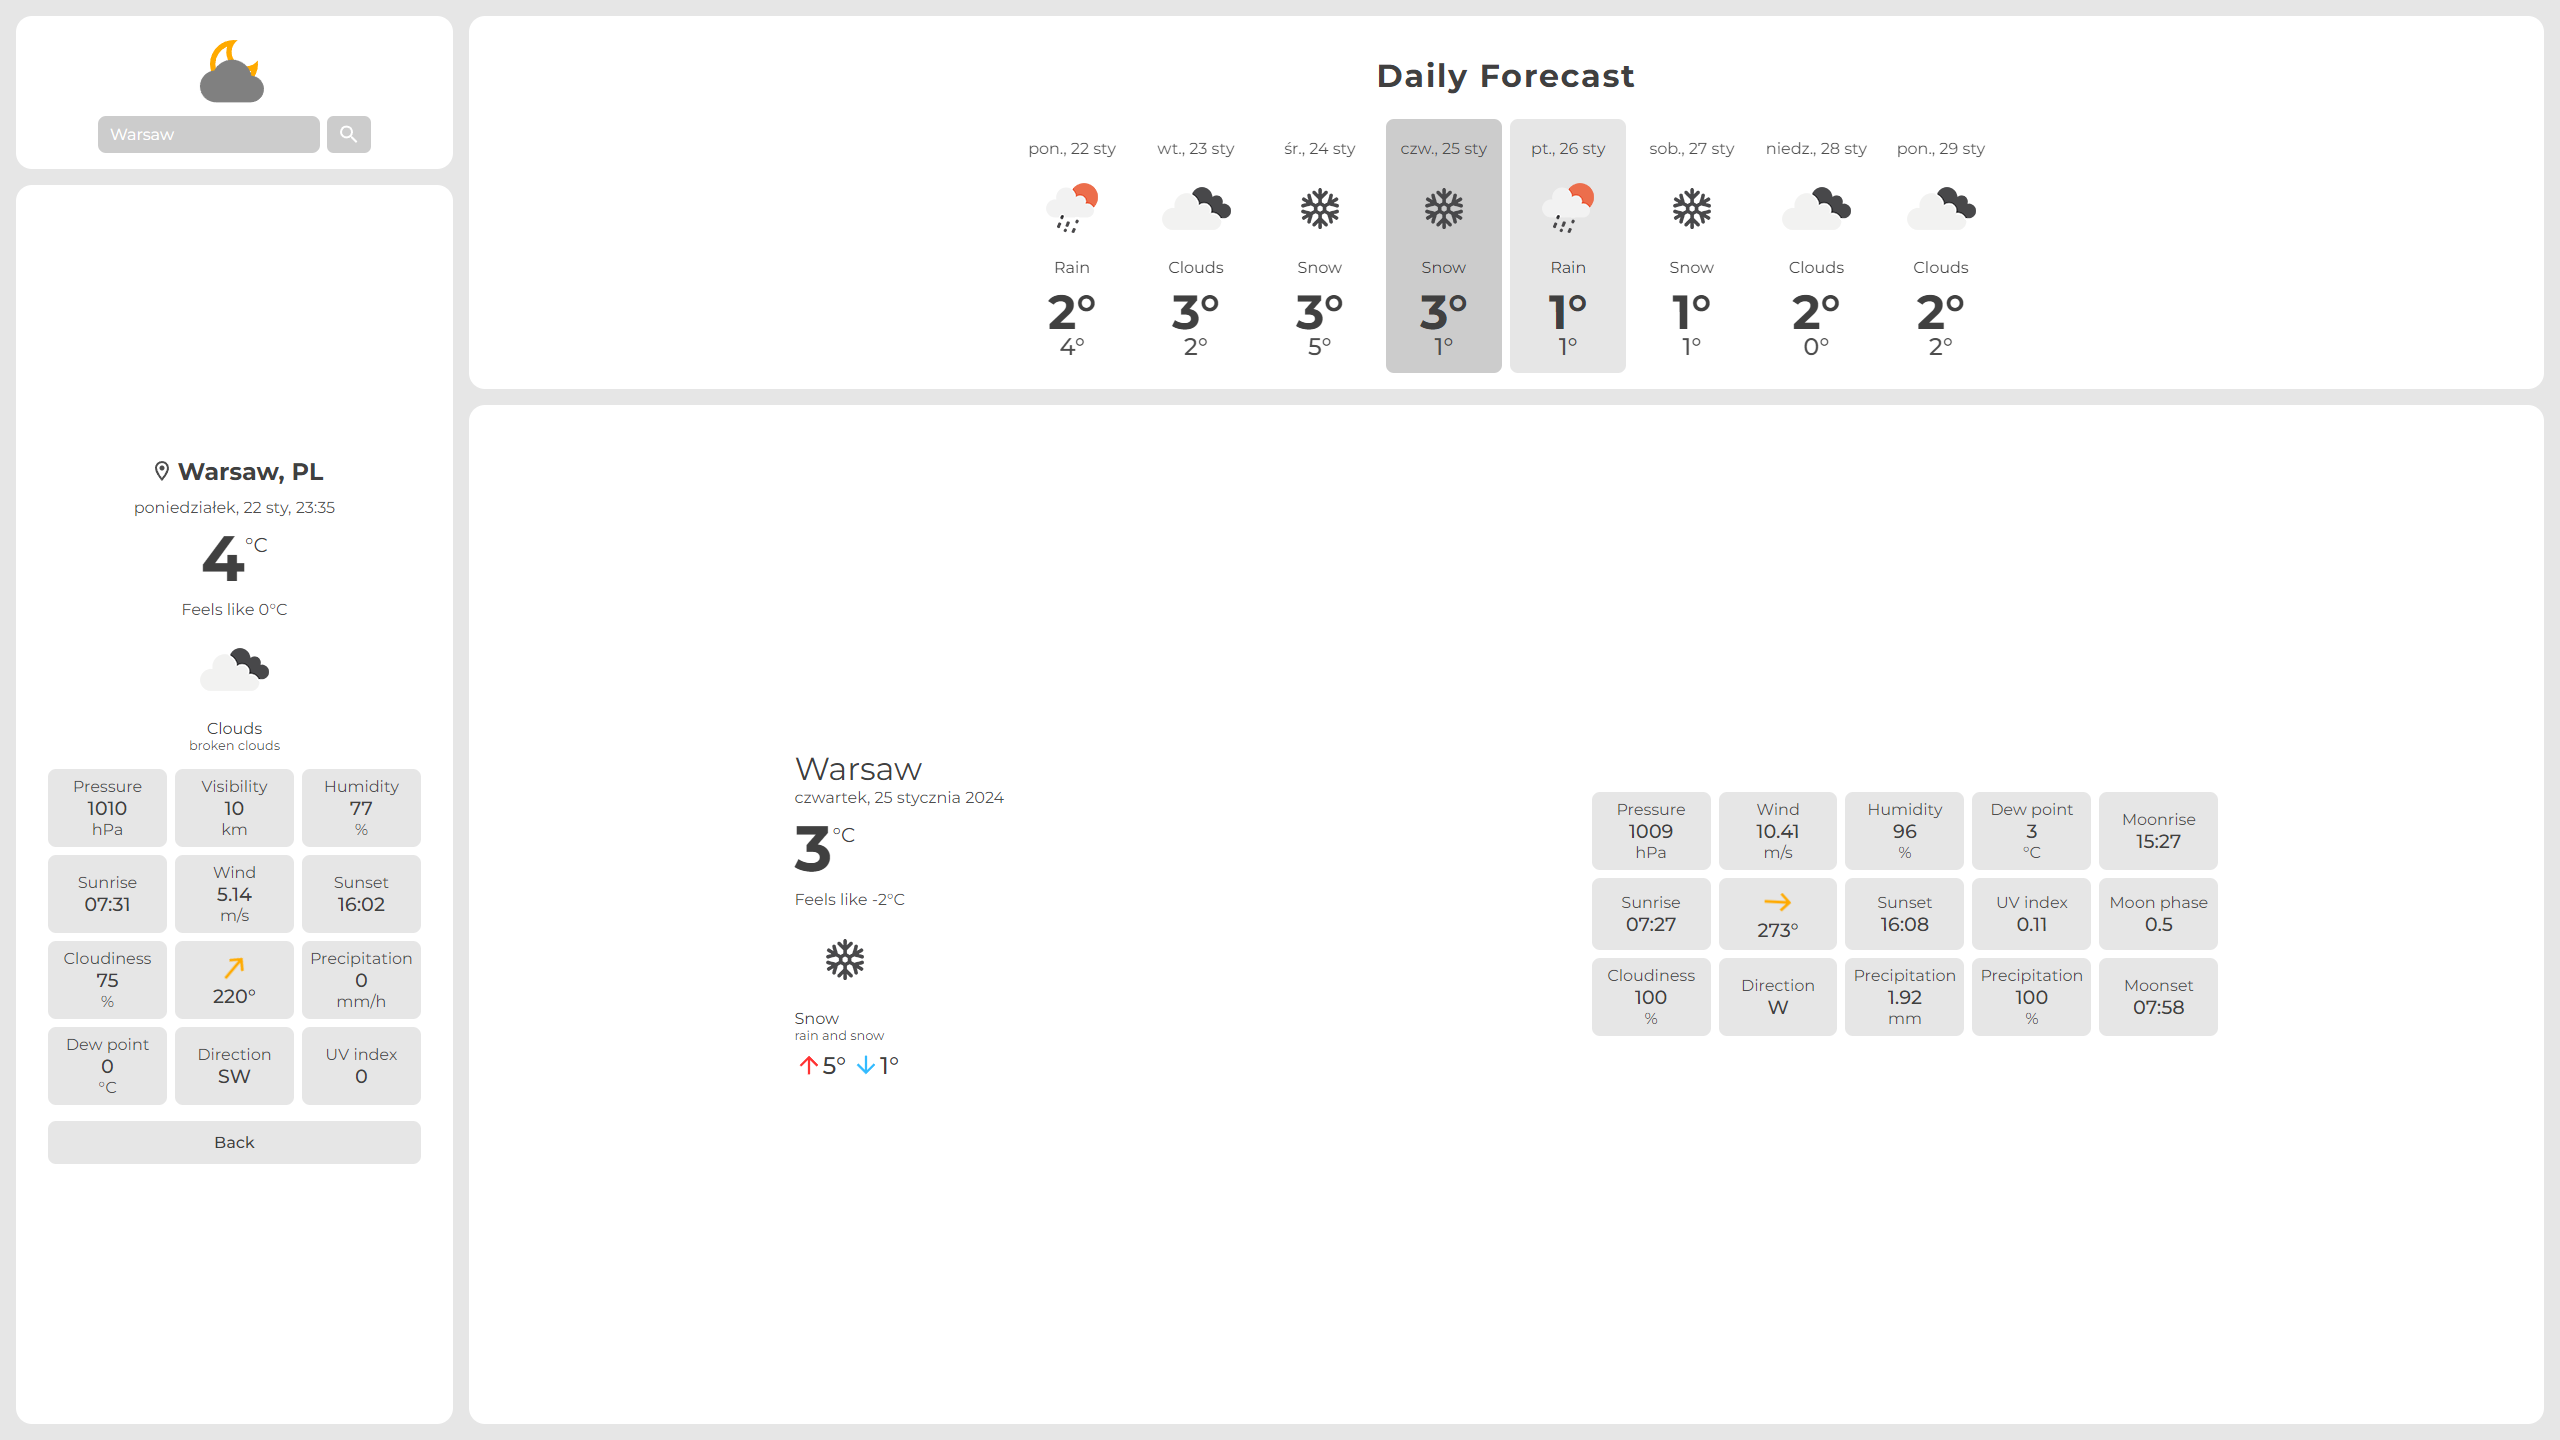 Warsaw
Warsaw, PL
poniedziałek, 22 sty, 23:35
4°C
Feels like 0°C
Clouds
broken clouds
Pressure
1010
hPa
Visibility
10
km
Humidity
77
%
Sunrise
07:31
Wind
5.14
m/s
Sunset
16:02
Cloudiness
75
%
220°
Precipitation
0
mm/h
Dew point
0
°C
Direction
SW
UV index
0
Back
Daily Forecast
pon., 22 sty
Rain
2°
4°
wt., 23 sty
Clouds
3°
2°
śr., 24 sty
Snow
3°
5°
czw., 25 sty
Snow
3°
1°
pt., 26 sty
Rain
1°
1°
sob., 27 sty
Snow
1°
1°
niedz., 28 sty
Clouds
2°
0°
pon., 29 sty
Clouds
2°
2°
Warsaw
czwartek, 25 stycznia 2024
3°C
Feels like -2°C
Snow
rain and snow
5° 1°
Pressure
1009
hPa
Wind
10.41
m/s
Humidity
96
%
Dew point
3
°C
Moonrise
15:27
Sunrise
07:27
273°
Sunset
16:08
UV index
0.11
Moon phase
0.5
Cloudiness
100
%
Direction
W
Precipitation
1.92
mm
Precipitation
100
%
Moonset
07:58